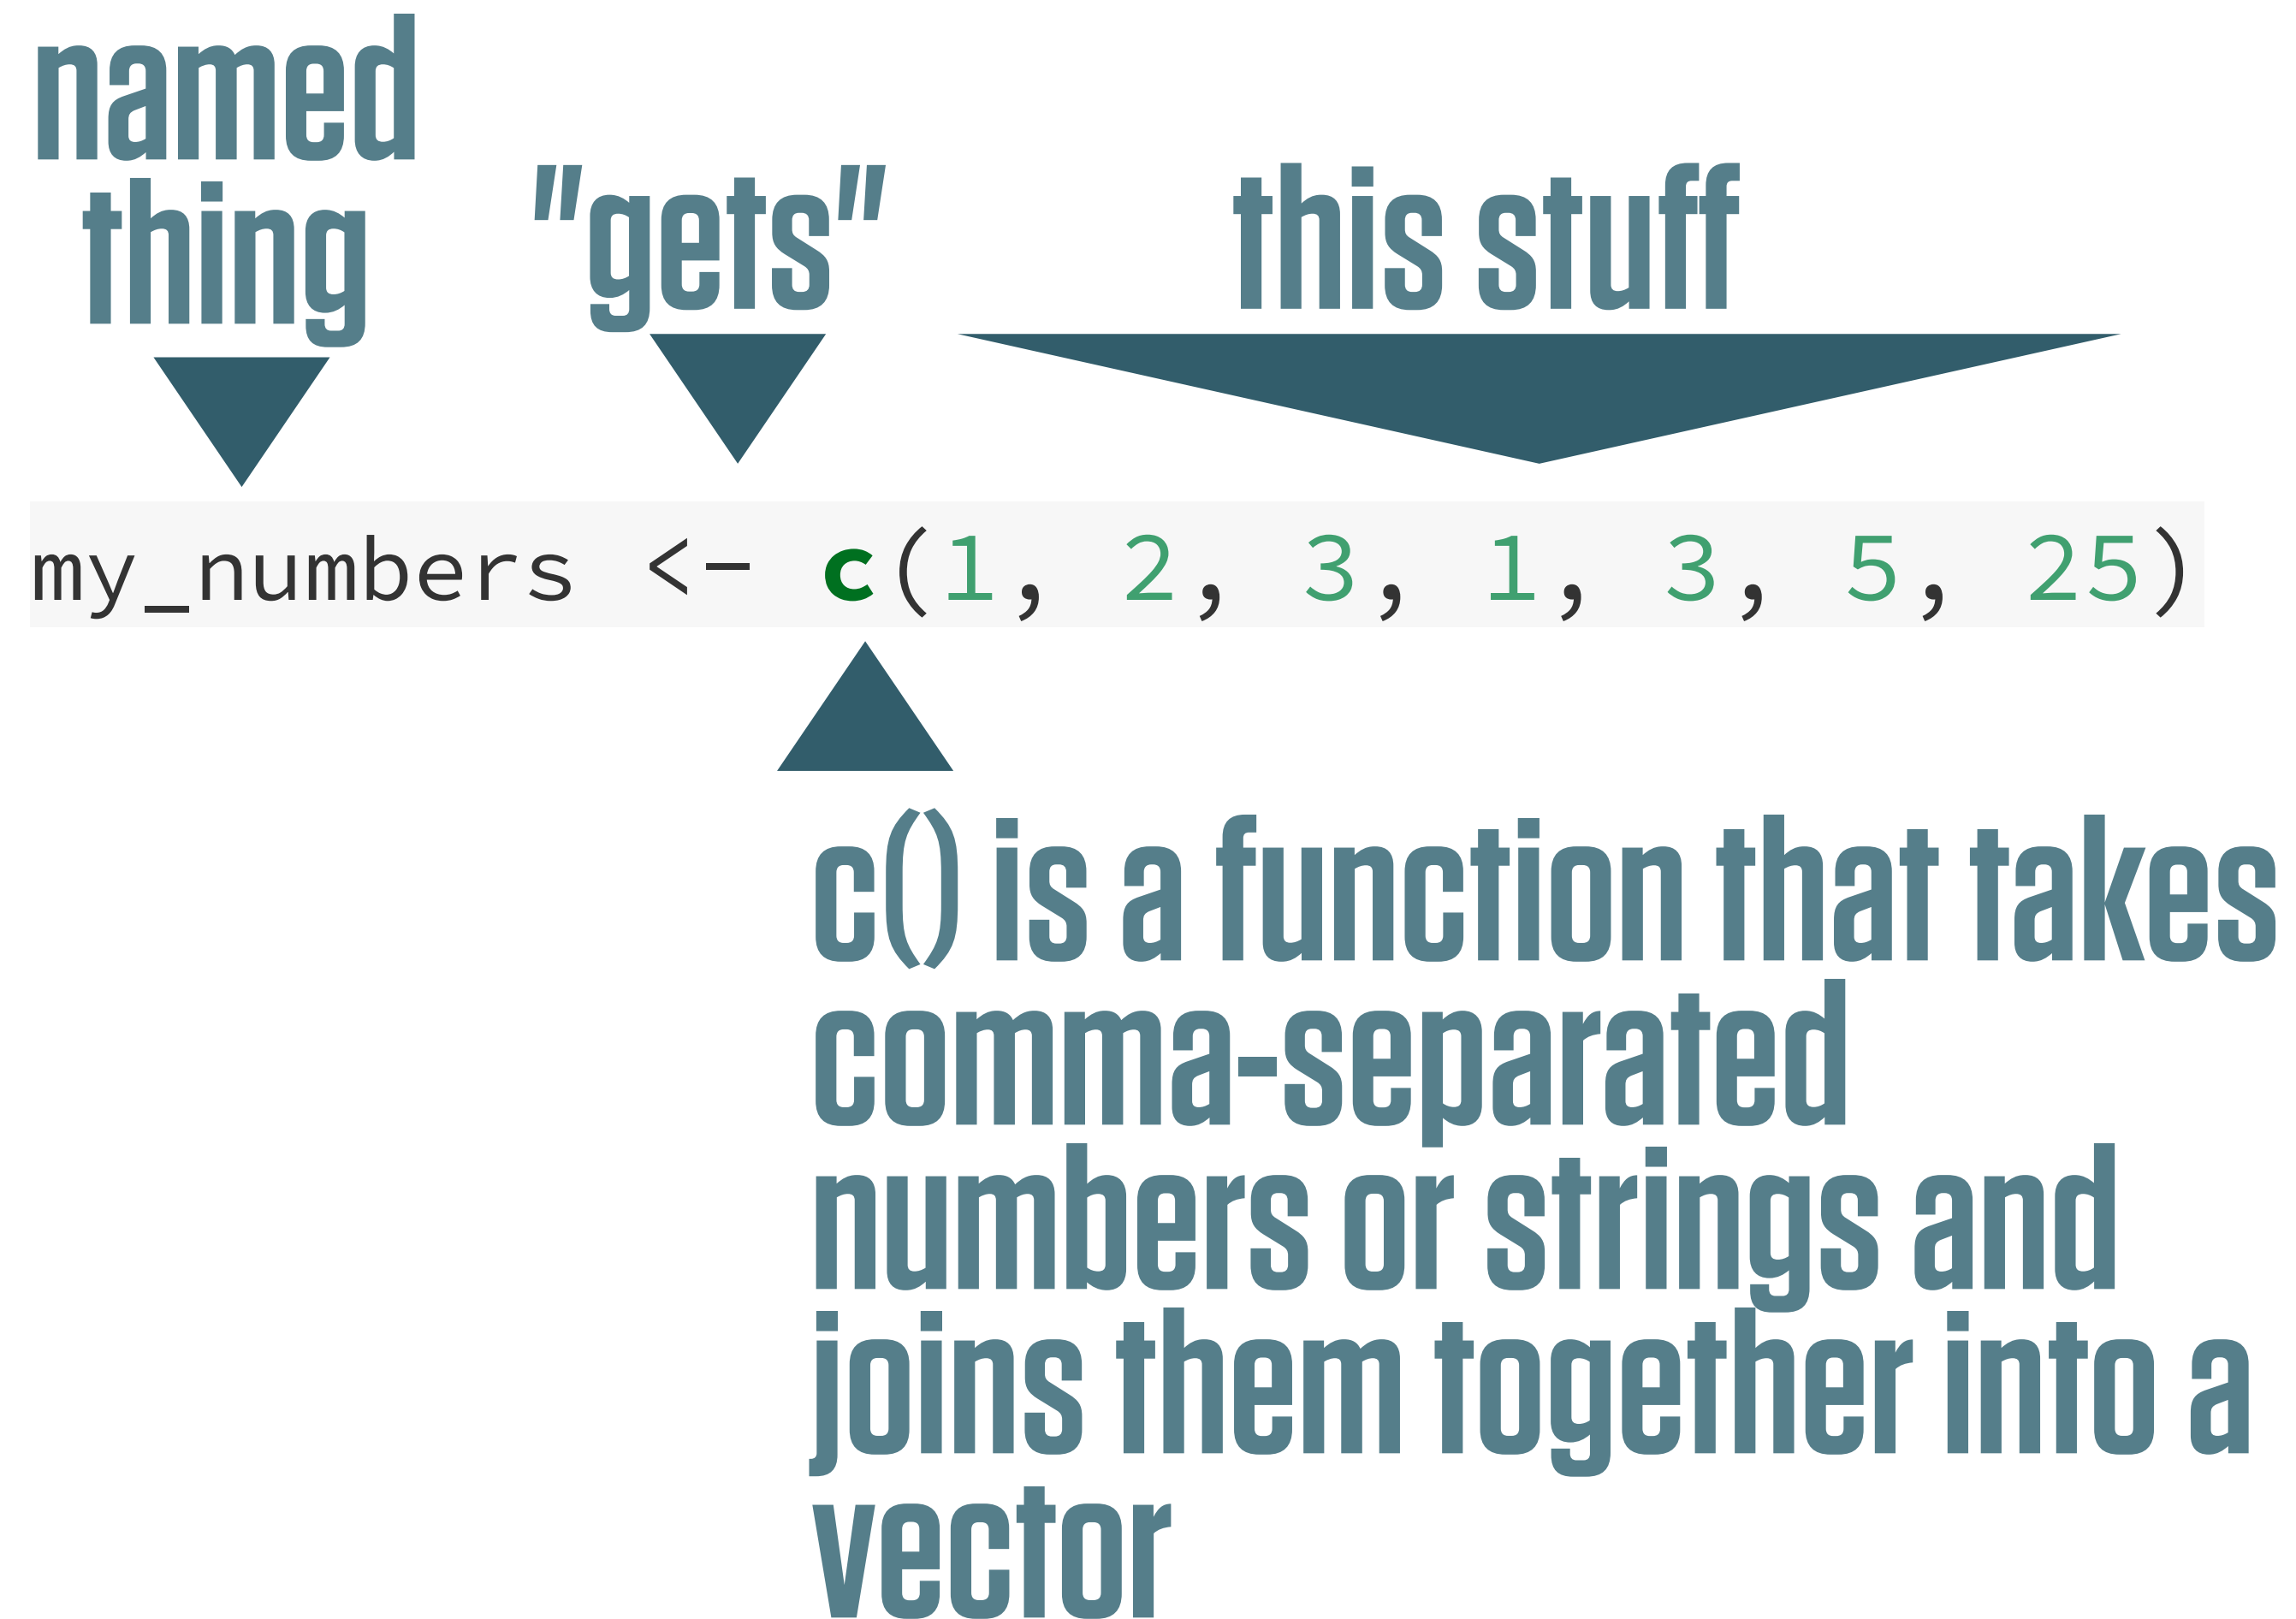 named
thing
"gets"
this stuff
my_numbers <- c(1, 2, 3, 1, 3, 5, 25)
c() is a function that takes
comma-separated
numbers or strings and
joins them together into a
vector